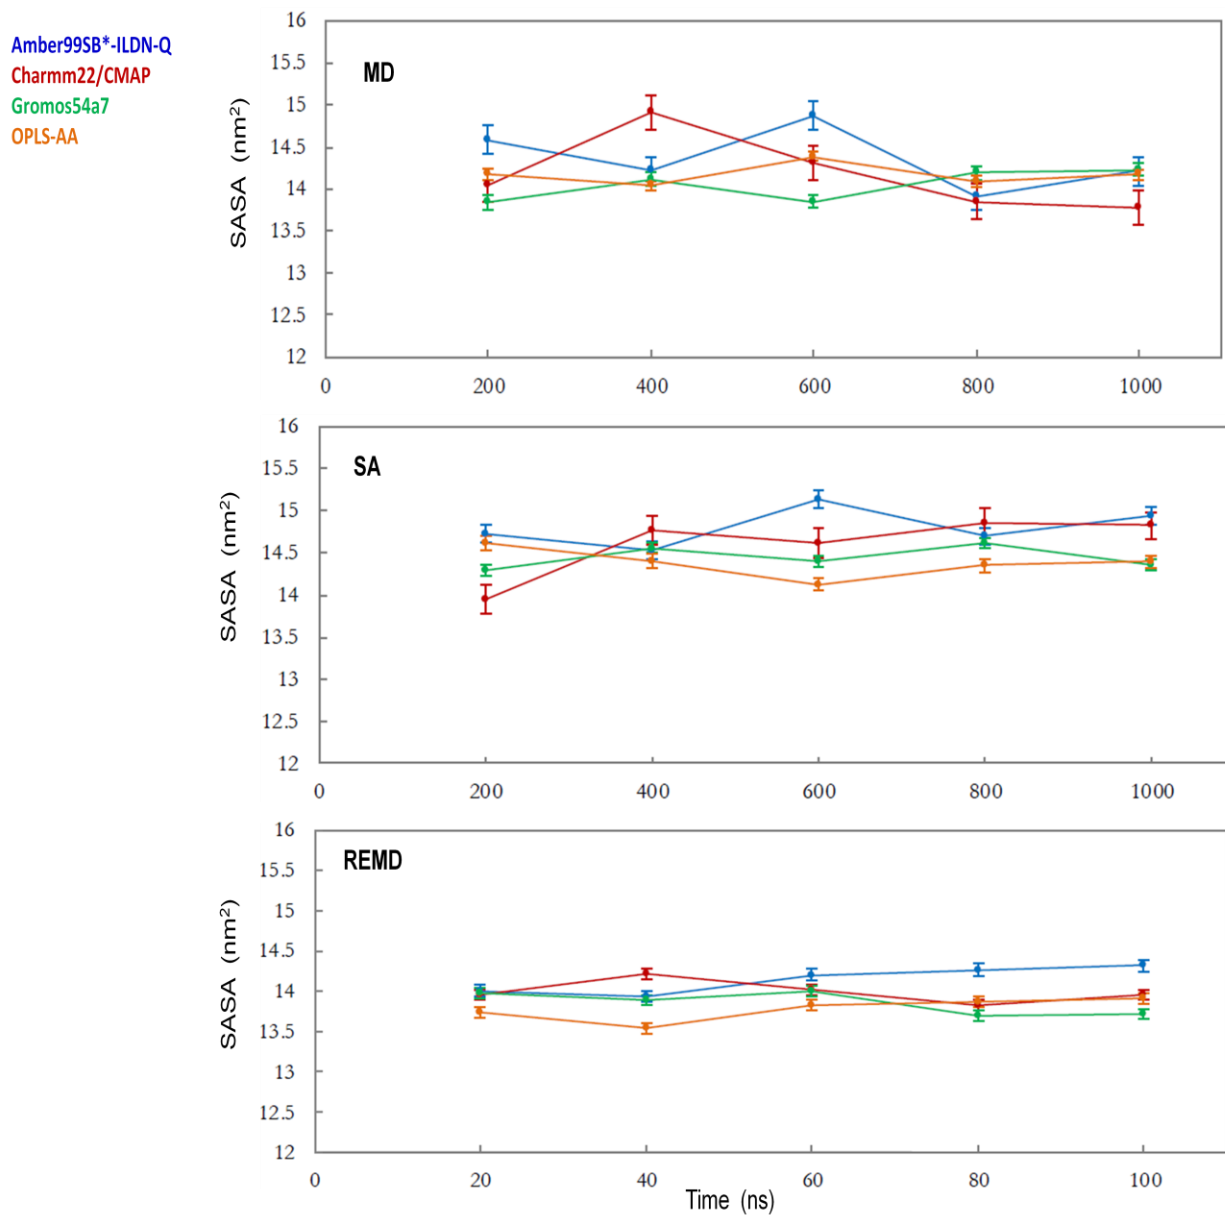 Amber99SB*-ILDN-Q
Charmm22/CMAP
Gromos54a7
OPLS-AA
MD
SASA (nm²)
16
15.5
15
14.5
14
13.5
13
12.5
12
0 200 400 600 800 1000
SA
SASA (nm²)
16
15.5
15
14.5
14
13.5
13
12.5
12
0 200 400 600 800 1000
REMD
SASA (nm²)
16
15.5
15
14.5
14
13.5
13
12.5
12
0 20 40 60 80 100
Time (ns)